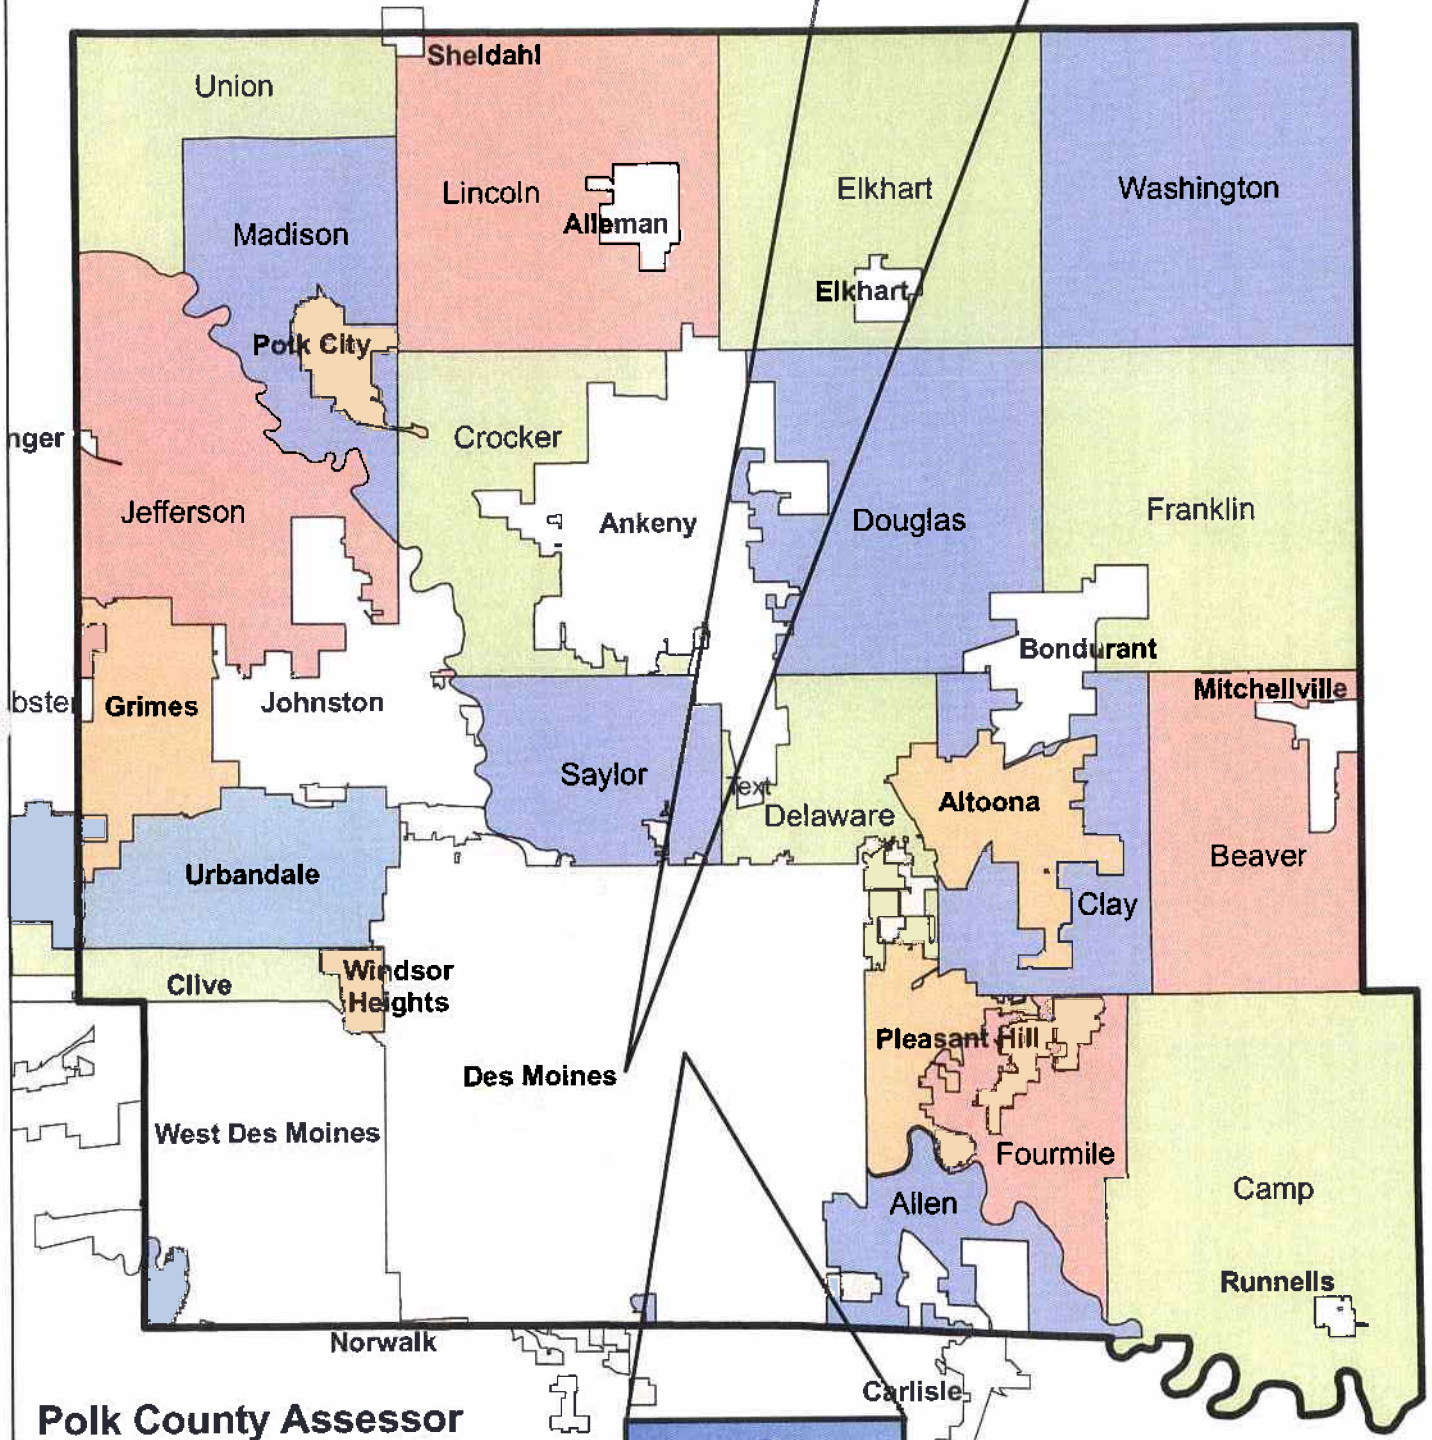 Sheldahl
Union
Lincoln
Alleman
Elkhart
Washington
Madison
Elkhart
Polk City
nger
Crocker
Jefferson
Ankeny
Douglas
Franklin
Bondurant
bster
Grimes
Johnston
Mitchellville
Saylor
Text
Delaware
Altoona
Beaver
Urbandale
Clay
Clive
Windsor
Heights
Pleasant Hill
Des Moines
West Des Moines
Fourmile
Allen
Camp
Runnells
Norwalk
Carlisle
Polk County Assessor